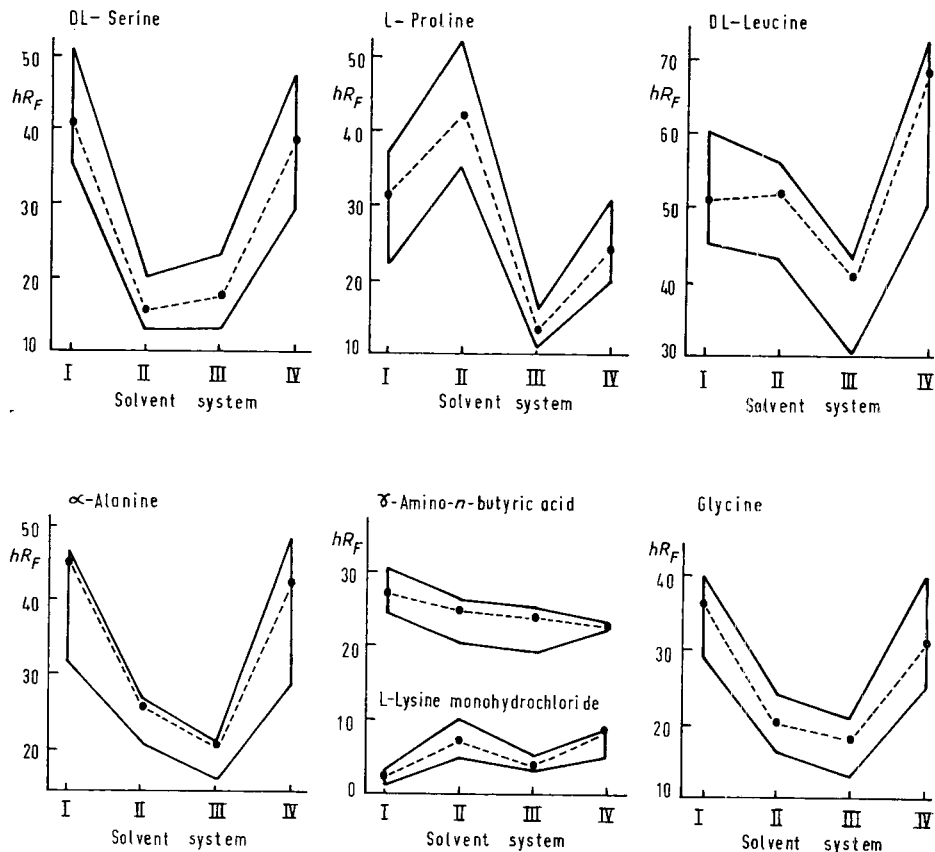 DL-Serine
50
hRF
40
30
20
10
I II III IV
Solvent system
L-Proline
50
hRF
40
30
20
10
I II III IV
Solvent system
DL-Leucine
70
hRF
60
50
40
30
I II III IV
Solvent system
α-Alanine
50
hRF
40
30
20
I II III IV
Solvent system
γ-Amino-n-butyric acid
hRF
30
20
L-Lysine monohydrochloride
10
0
I II III IV
Solvent system
Glycine
hRF
40
30
20
10
I II III IV
Solvent system